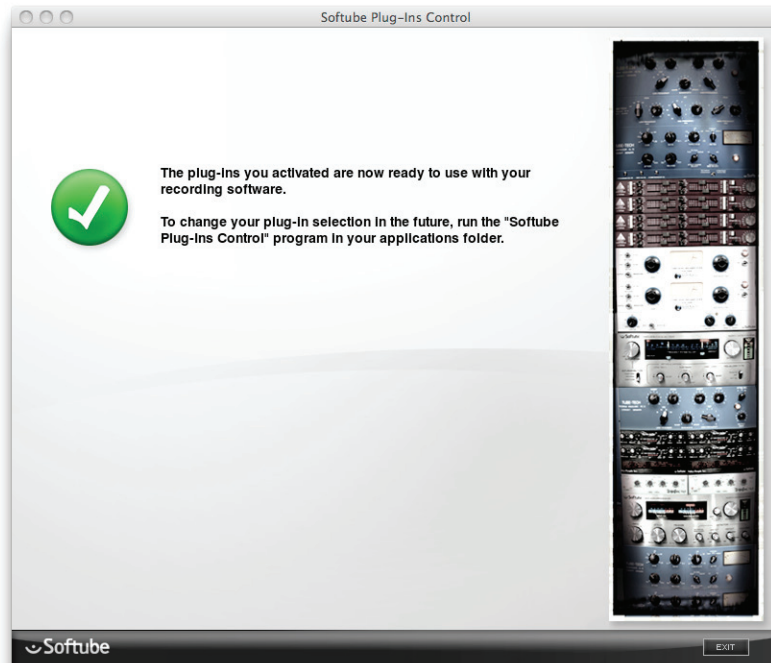 Softube Plug-Ins Control
The plug-ins you activated are now ready to use with your
recording software.
To change your plug-in selection in the future, run the "Softube
Plug-Ins Control" program in your applications folder.
Softube
EXIT